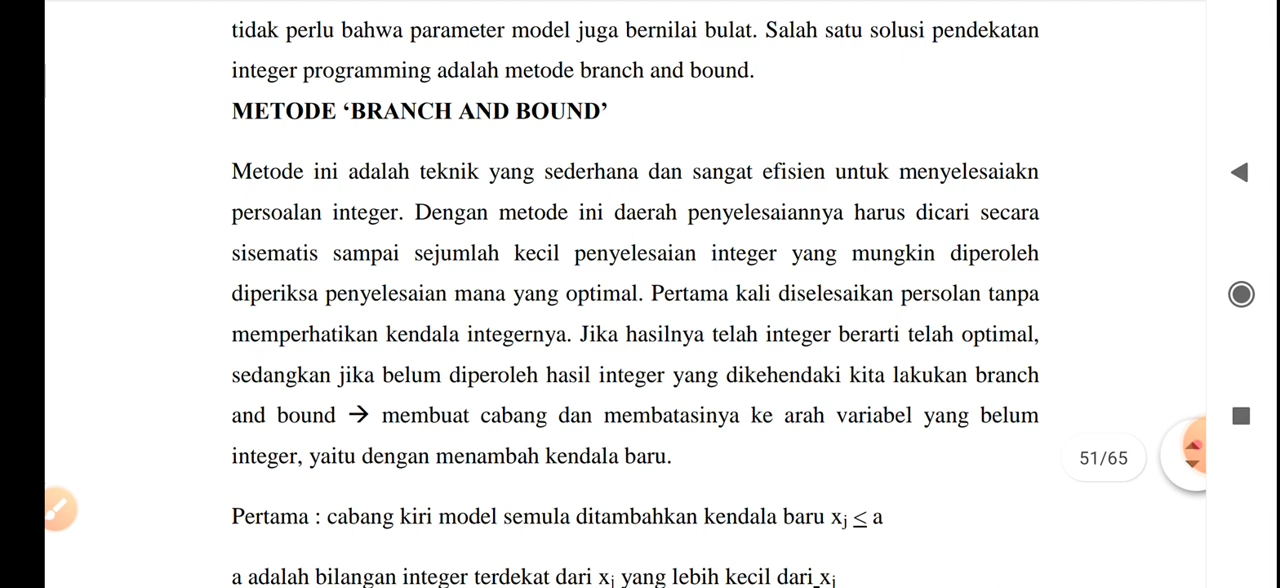 tidak perlu bahwa parameter model juga bernilai bulat. Salah satu solusi pendekatan
integer programming adalah metode branch and bound.
METODE ‘BRANCH AND BOUND’
Metode ini adalah teknik yang sederhana dan sangat efisien untuk menyelesaiakn
persoalan integer. Dengan metode ini daerah penyelesaiannya harus dicari secara
sisematis sampai sejumlah kecil penyelesaian integer yang mungkin diperoleh
diperiksa penyelesaian mana yang optimal. Pertama kali diselesaikan persolan tanpa
memperhatikan kendala integernya. Jika hasilnya telah integer berarti telah optimal,
sedangkan jika belum diperoleh hasil integer yang dikehendaki kita lakukan branch
and bound → membuat cabang dan membatasinya ke arah variabel yang belum
integer, yaitu dengan menambah kendala baru.
51/65
Pertama : cabang kiri model semula ditambahkan kendala baru xj ≤ a
a adalah bilangan integer terdekat dari xj yang lebih kecil dari xj